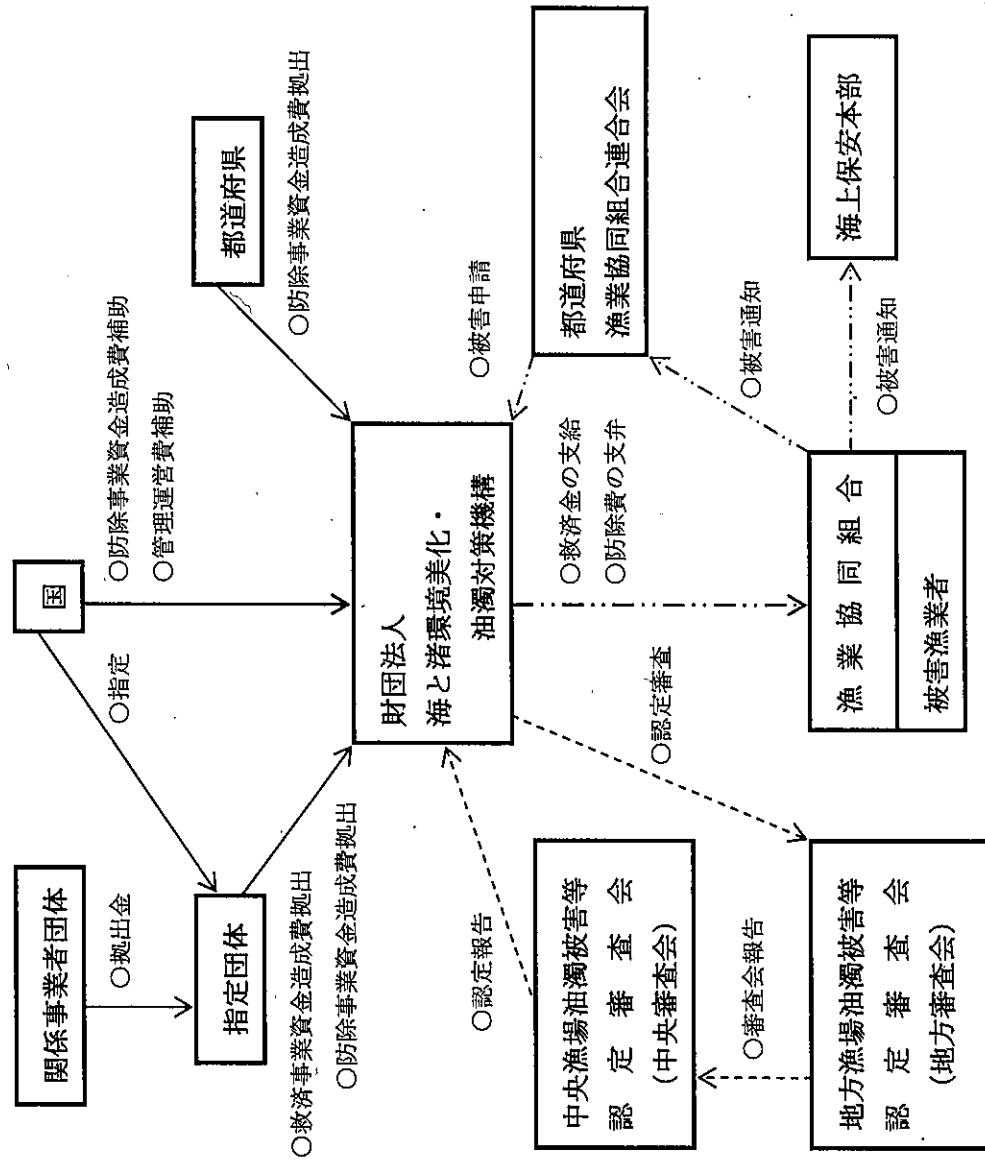 関係事業者団体
○拠出金
指定団体
○救済事業資金造成費拠出
○防除事業資金造成費拠出
国
○指定
○防除事業資金造成費補助
○管理運営費補助
都道府県
○防除事業資金造成費拠出
財団法人
海と渚環境美化・
油濁対策機構
○認定報告
中央漁場油濁被害等
認定審査会
(中央審査会)
○審査会報告
地方漁場油濁被害等
認定審査会
(地方審査会)
○認定審査
○救済金の支給
○防除費の支弁
○被害申請
都道府県
漁業協同組合連合会
○被害通知
漁業協同組合
被害漁業者
○被害通知
海上保安本部